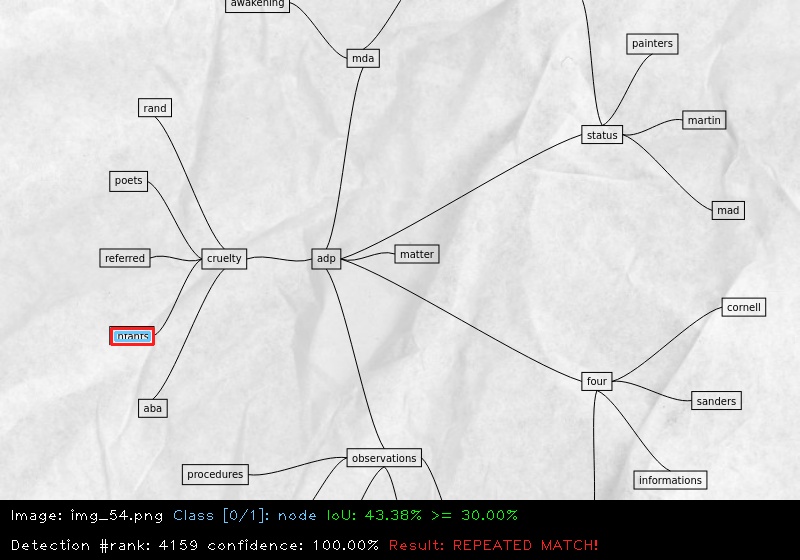 awakening
mda
painters
rand
martin
status
poets
mad
referred
cruelty
adp
matter
cornell
four
sanders
aba
observations
procedures
informations
Image: img_54.png Class [0/1]: node IoU: 43.38% >= 30.00%
Detection #rank: 4159 confidence: 100.00% Result: REPEATED MATCH!